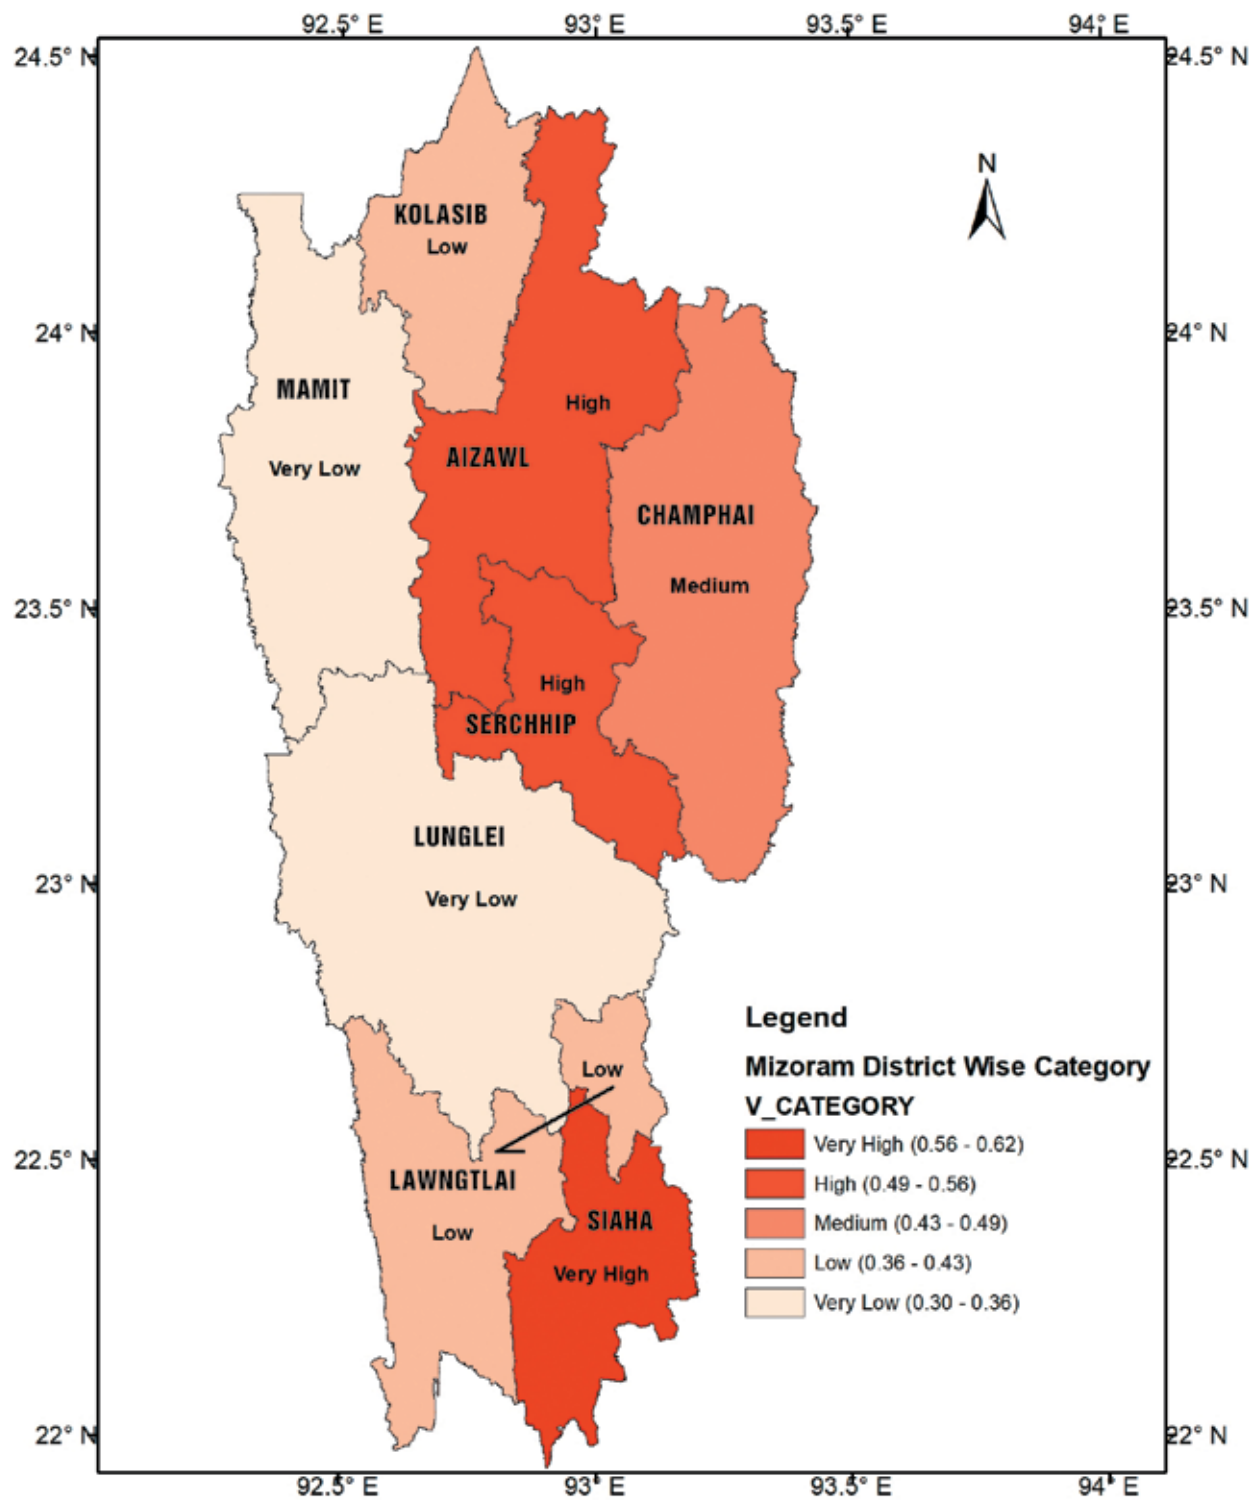 92.5° E 93° E 93.5° E 94° E
24.5° N 24.5° N
N
KOLASIB
Low
24° N 24° N
MAMIT
High
AIZAWL
Very Low
CHAMPHAI
Medium
23.5° N 23.5° N
High
SERCHHIP
LUNGLEI
23° N 23° N
Very Low
Legend
Low
Mizoram District Wise Category
V_CATEGORY
Very High (0.56 - 0.62)
22.5° N 22.5° N
LAWNGTLAI
High (0.49 - 0.56)
SIAHA
Medium (0.43 - 0.49)
Low
Low (0.36 - 0.43)
Very High
Very Low (0.30 - 0.36)
22° N 22° N
92.5° E 93° E 93.5° E 94° E